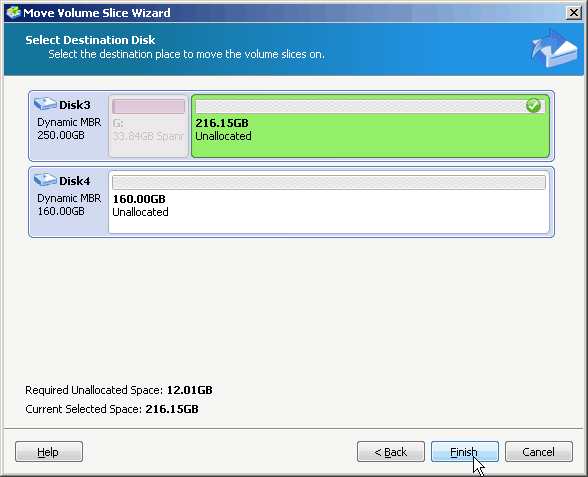 Move Volume Slice Wizard
Select Destination Disk
Select the destination place to move the volume slices on.
Disk3
Dynamic MBR
250.00GB
G:
33.84GB Spanr
216.15GB
Unallocated
Disk4
Dynamic MBR
160.00GB
160.00GB
Unallocated
Required Unallocated Space: 12.01GB
Current Selected Space: 216.15GB
Help
< Back
Finish
Cancel